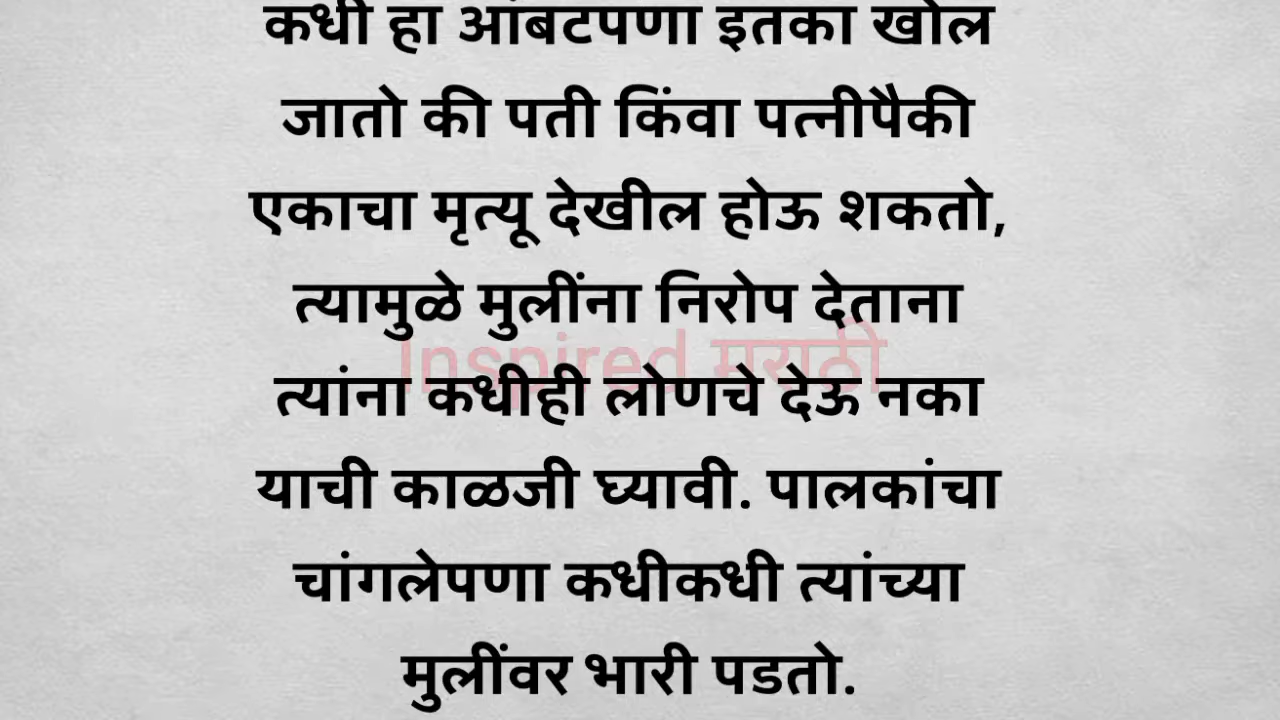 कधी हा आंबटपणा इतका खोल
जातो की पती किंवा पत्नीपैकी
एकाचा मृत्यू देखील होऊ शकतो,
त्यामुळे मुलींना निरोप देताना
Inspired मराठी
त्यांना कधीही लोणचे देऊ नका
याची काळजी घ्यावी. पालकांचा
चांगलेपणा कधीकधी त्यांच्या
मुलींवर भारी पडतो.